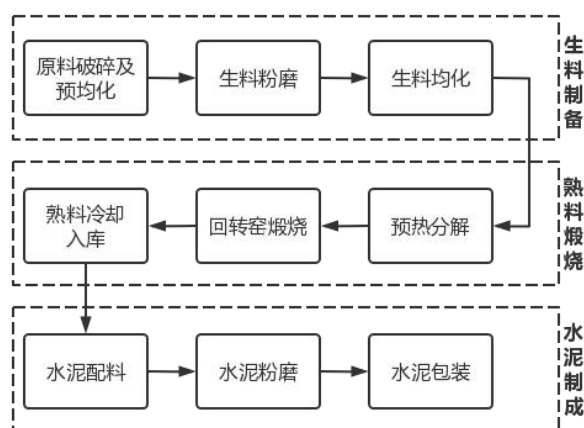 原料破碎及
预均化
生料粉磨
生料均化
生料制备
熟料冷却
入库
回转窑煅烧
预热分解
熟料煅烧
水泥配料
水泥粉磨
水泥包装
水泥制成